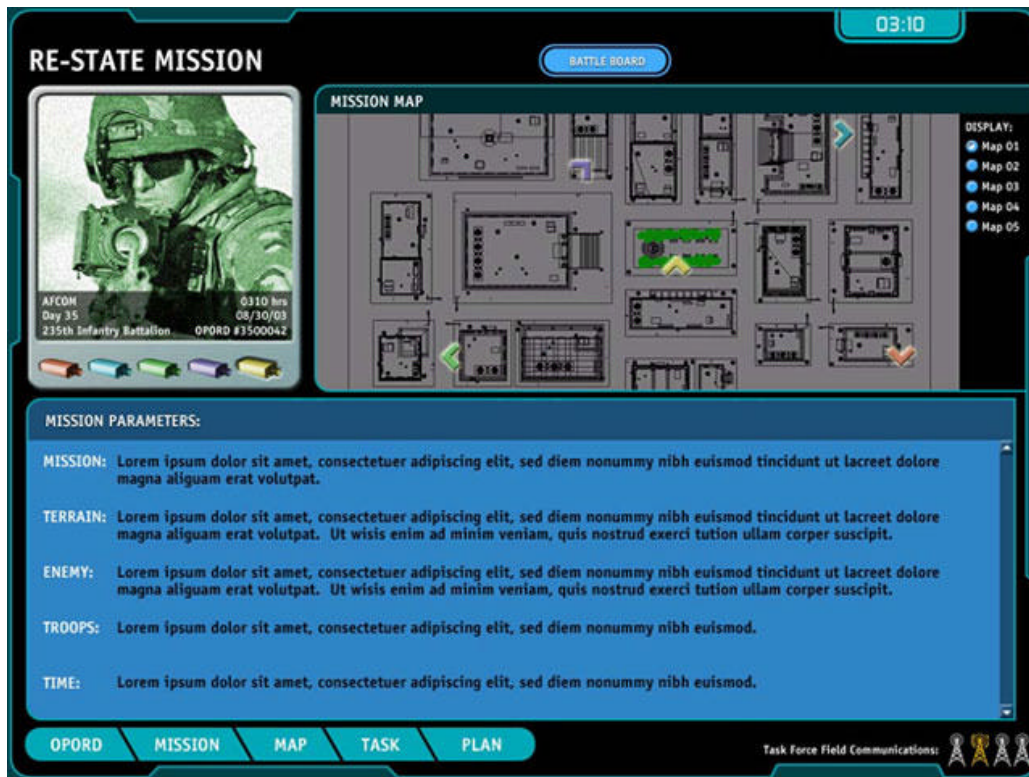 03:10
RE-STATE MISSION
BATTLE BOARD
MISSION MAP
DISPLAY:
Map 01
Map 02
Map 03
Map 04
Map 05
AFCOM 0310 hrs
Day 35 08/30/03
235th Infantry Battalion OPORD #3500042
MISSION PARAMETERS:
MISSION: Lorem ipsum dolor sit amet, consectetuer adipiscing elit, sed diem nonummy nibh euismod tincidunt ut lacreet dolore
magna aliguam erat volutpat.
TERRAIN: Lorem ipsum dolor sit amet, consectetuer adipiscing elit, sed diem nonummy nibh euismod tincidunt ut lacreet dolore
magna aliguam erat volutpat. Ut wisis enim ad minim veniam, quis nostrud exerci tution ullam corper suscipit.
ENEMY: Lorem ipsum dolor sit amet, consectetuer adipiscing elit, sed diem nonummy nibh euismod tincidunt ut lacreet dolore
magna aliguam erat volutpat. Ut wisis enim ad minim veniam, quis nostrud exerci tution ullam corper suscipit.
TROOPS: Lorem ipsum dolor sit amet, consectetuer adipiscing elit, sed diem nonummy nibh euismod.
TIME: Lorem ipsum dolor sit amet, consectetuer adipiscing elit, sed diem nonummy nibh euismod.
OPORD MISSION MAP TASK PLAN
Task Force Field Communications: